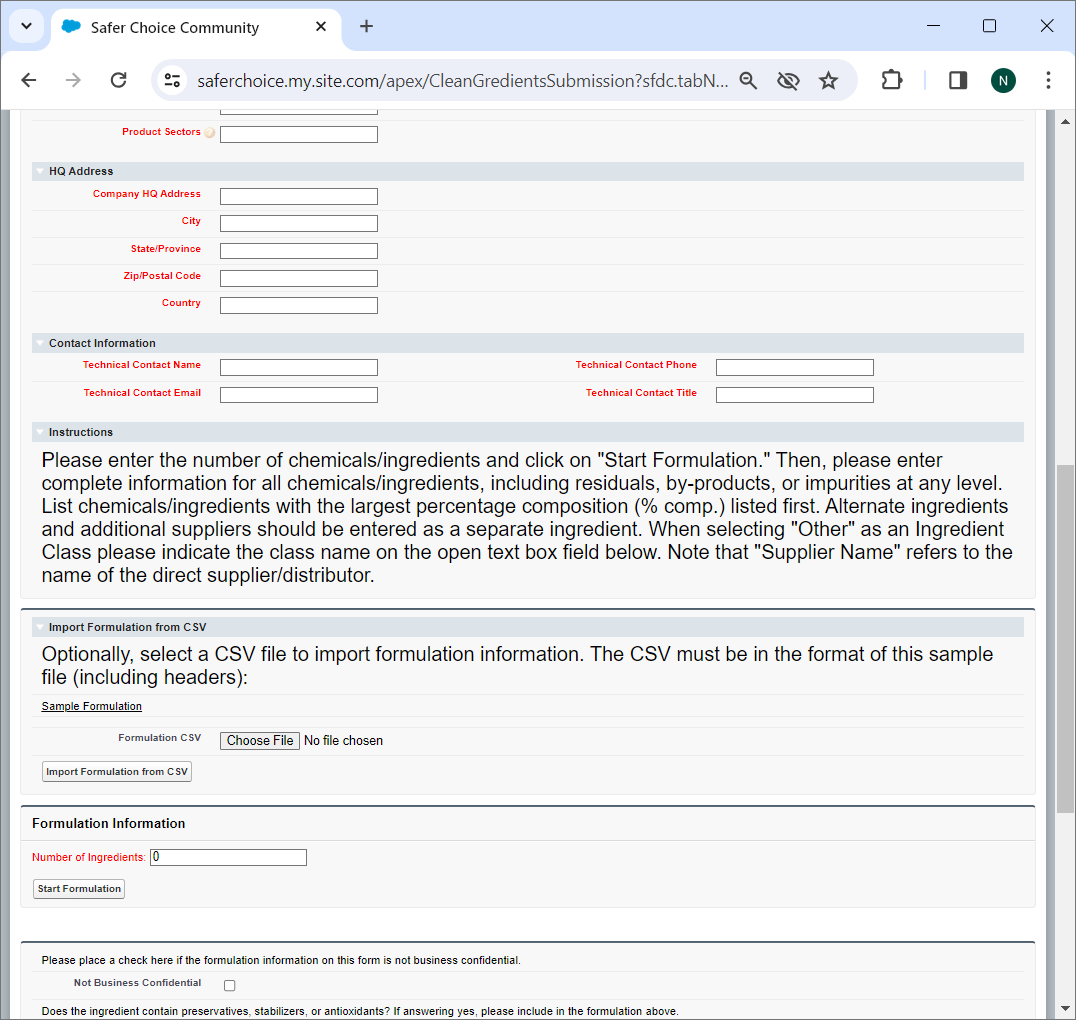 Safer Choice Community
saferchoice.my.site.com/apex/CleanGredientsSubmission?sfdc.tabN...
N
Product Sectors
HQ Address
Company HQ Address
City
State/Province
Zip/Postal Code
Country
Contact Information
Technical Contact Name
Technical Contact Phone
Technical Contact Email
Technical Contact Title
Instructions
Please enter the number of chemicals/ingredients and click on "Start Formulation." Then, please enter
complete information for all chemicals/ingredients, including residuals, by-products, or impurities at any level.
List chemicals/ingredients with the largest percentage composition (% comp.) listed first. Alternate ingredients
and additional suppliers should be entered as a separate ingredient. When selecting "Other" as an Ingredient
Class please indicate the class name on the open text box field below. Note that "Supplier Name" refers to the
name of the direct supplier/distributor.
Import Formulation from CSV
Optionally, select a CSV file to import formulation information. The CSV must be in the format of this sample
file (including headers):
Sample Formulation
Formulation CSV
Choose File No file chosen
Import Formulation from CSV
Formulation Information
Number of Ingredients: 0
Start Formulation
Please place a check here if the formulation information on this form is not business confidential.
Not Business Confidential
Does the ingredient contain preservatives, stabilizers, or antioxidants? If answering yes, please include in the formulation above.